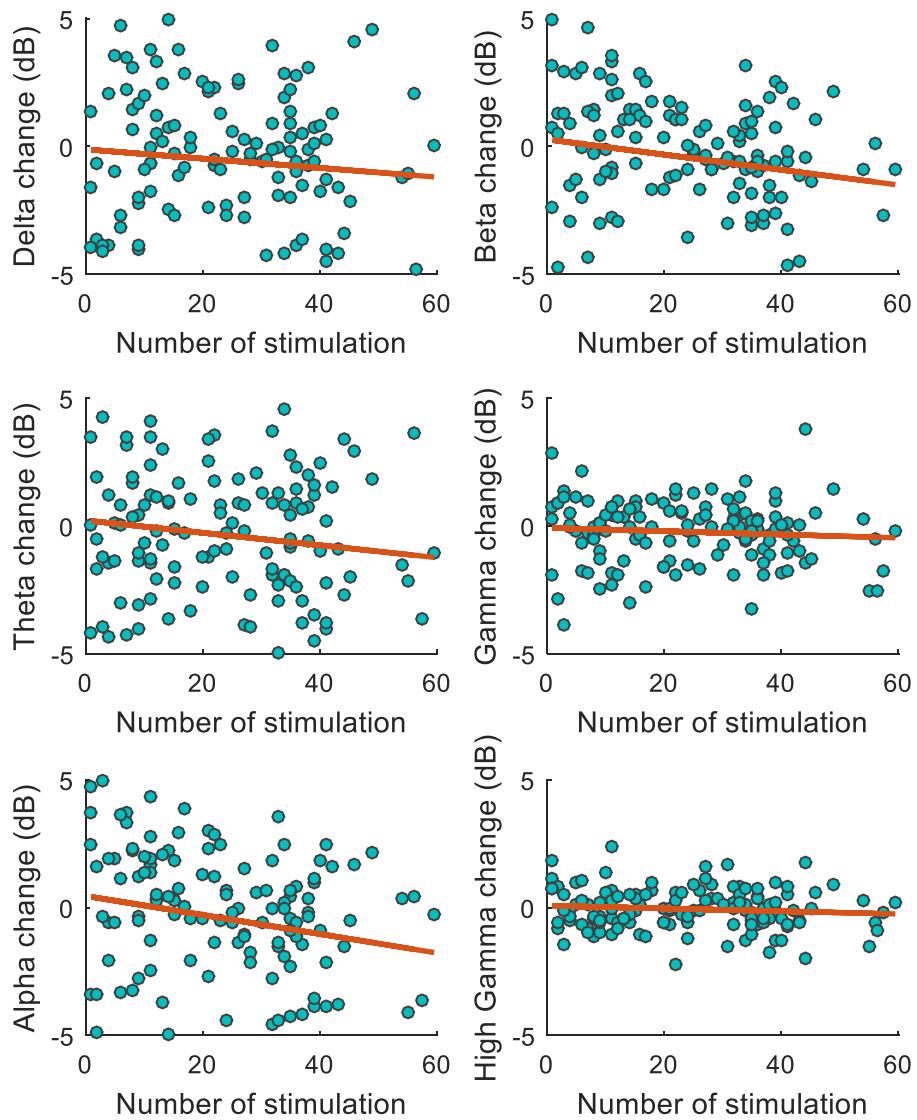 Delta change (dB)
5
0
-5
0 20 40 60
Number of stimulation
Beta change (dB)
5
0
-5
0 20 40 60
Number of stimulation
Theta change (dB)
5
0
-5
0 20 40 60
Number of stimulation
Gamma change (dB)
5
0
-5
0 20 40 60
Number of stimulation
Alpha change (dB)
5
0
-5
0 20 40 60
Number of stimulation
High Gamma change (dB)
5
0
-5
0 20 40 60
Number of stimulation